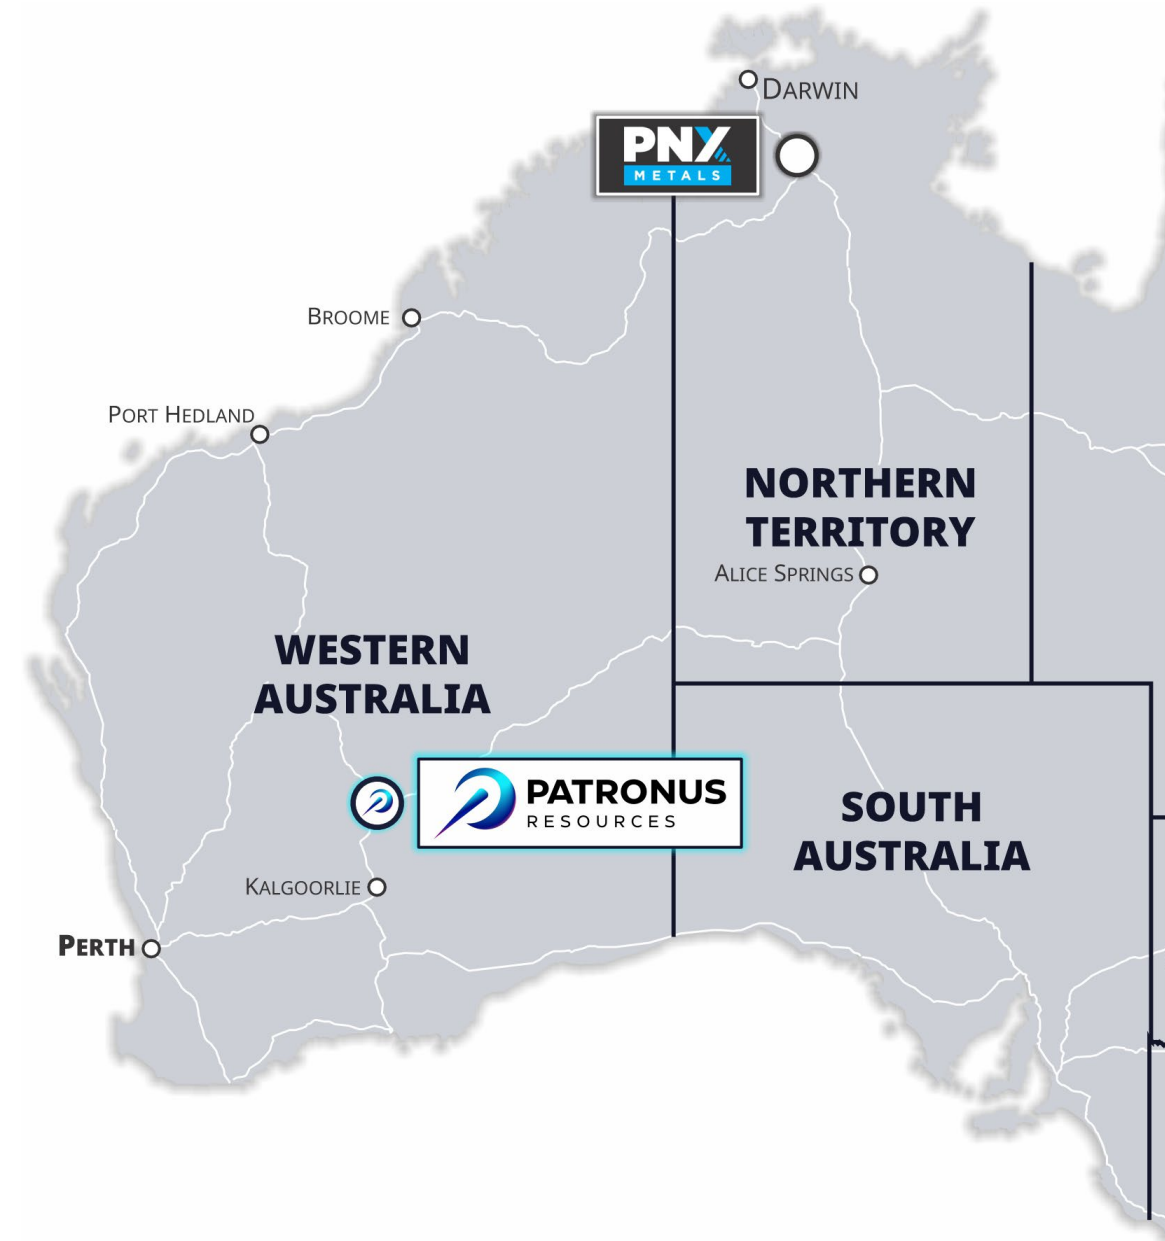 DARWIN
PNX
METALS
BROOME
PORT HEDLAND
NORTHERN
TERRITORY
ALICE SPRINGS
WESTERN
AUSTRALIA
PATRONUS
RESOURCES
SOUTH
AUSTRALIA
KALGOORLIE
PERTH